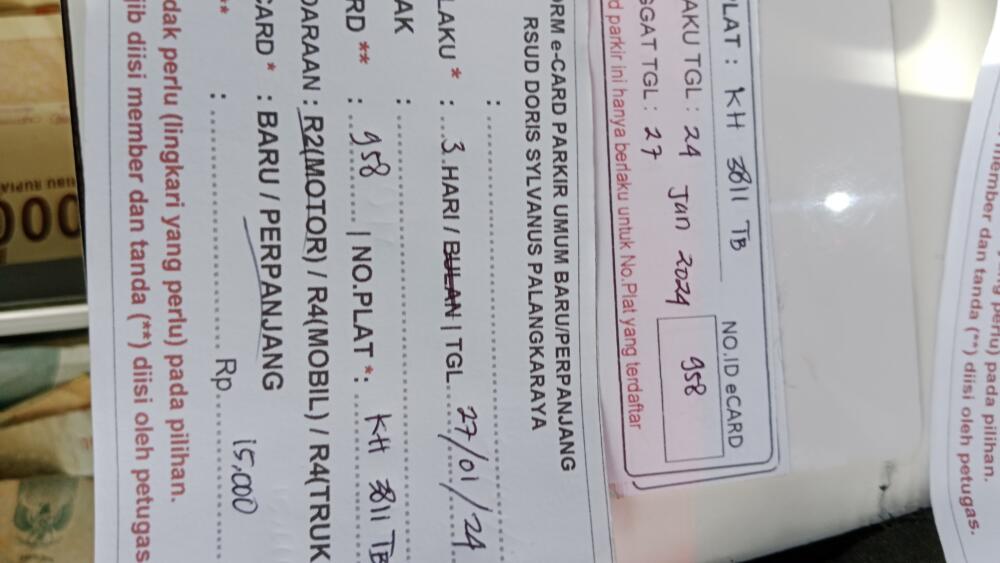 PLAT : KH 3811 TB
NO.ID eCARD
AKU TGL : 24 Jan 2024
958
GGAT TGL : 27
d parkir ini hanya berlaku untuk No.Plat yang terdaftar
ORM e-CARD PARKIR UMUM BARU/PERPANJANG
RSUD DORIS SYLVANUS PALANGKARAYA
:
LAKU * : 3 HARI / BULAN | TGL. 27/01/24
AK :
RD ** : 958 | NO.PLAT *: KH 3811 TB
DARAAN : R2(MOTOR) / R4(MOBIL) / R4(TRUK
CARD * : BARU / PERPANJANG
** : Rp. 15,000
dak perlu (lingkari yang perlu) pada pilihan.
jib diisi member dan tanda (**) diisi oleh petugas
perlu) pada pilihan.
member dan tanda (**) diisi oleh petugas.
000